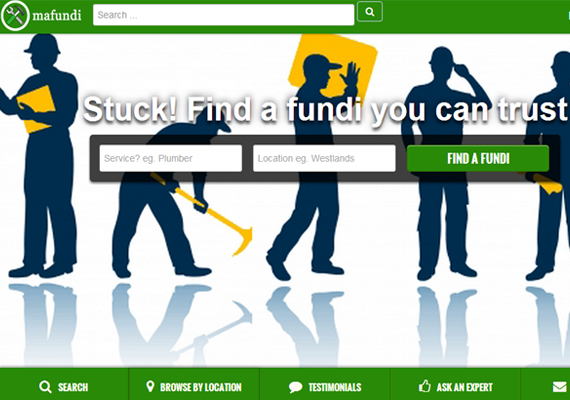 mafundi
Search ...
Stuck! Find a fundi you can trust
Service? eg. Plumber
Location eg. Westlands
FIND A FUNDI
SEARCH
BROWSE BY LOCATION
TESTIMONIALS
ASK AN EXPERT